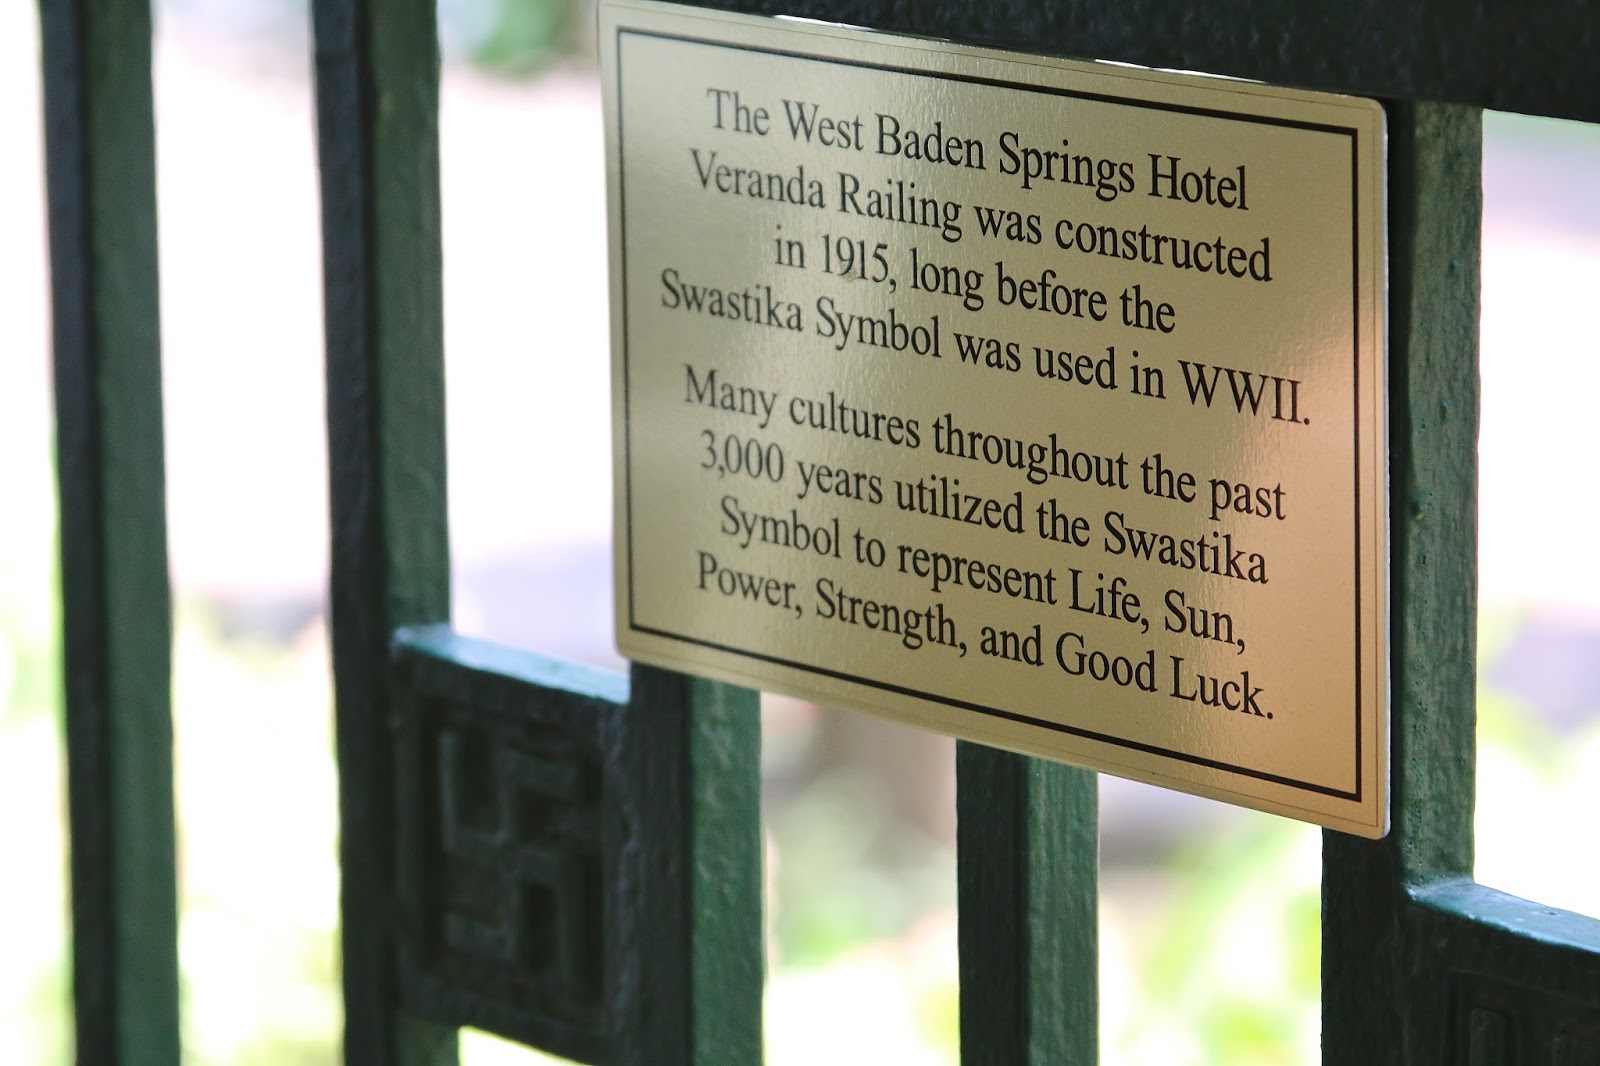 The West Baden Springs Hotel
Veranda Railing was constructed
in 1915, long before the
Swastika Symbol was used in WWII.
Many cultures throughout the past
3,000 years utilized the Swastika
Symbol to represent Life, Sun,
Power, Strength, and Good Luck.